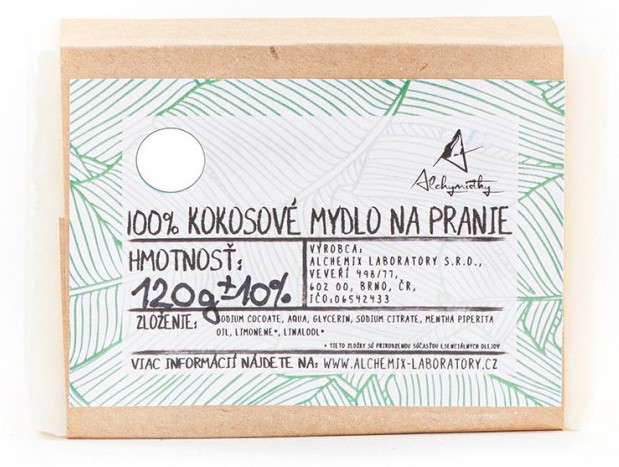 Alchymistky
100% KOKOSOVÉ MYDLO NA PRANIE
HMOTNOSŤ:
120g±10%
VÝROBCA:
ALCHEMIX LABORATORY S.R.O.,
VEVEŘÍ 498/77,
602 00, BRNO, ČR,
IČO:06542433
ZLOŽENIE: SODIUM COCOATE, AQUA, GLYCERIN, SODIUM CITRATE, MENTHA PIPERITA
OIL, LIMONENE*, LINALOOL*
* TIETO ZLOŽKY SÚ PRIRODZENOU SÚČASŤOU ESENCIÁLNYCH OLEJOV
VIAC INFORMÁCIÍ NÁJDETE NA: WWW.ALCHEMIX-LABORATORY.CZ